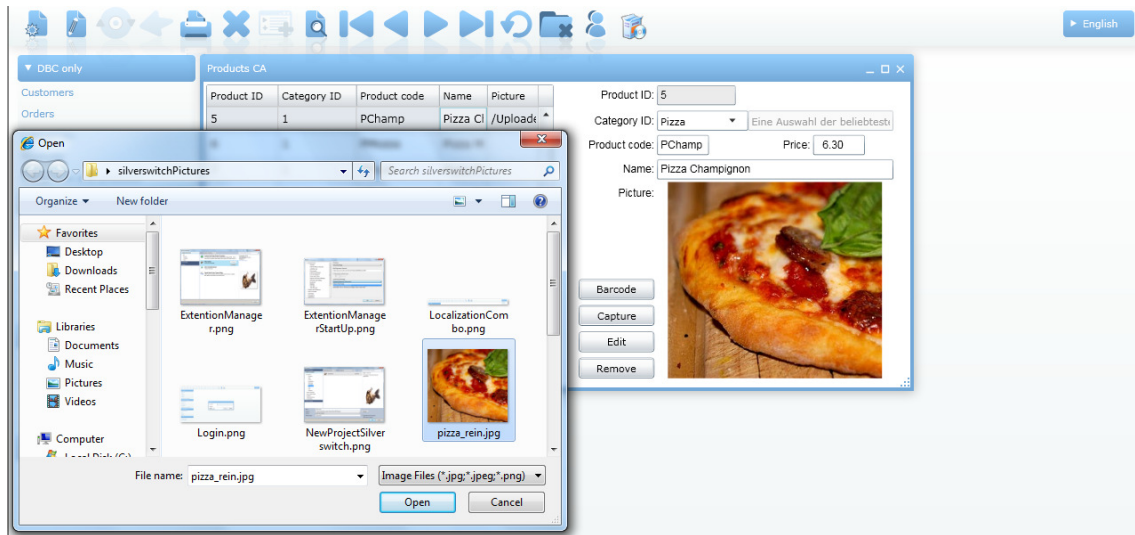 English
DBC only
Customers
Orders
Products CA
Product ID Category ID Product code Name Picture
5 1 PChamp Pizza Cl /Uploade
Product ID: 5
Category ID: Pizza Eine Auswahl der beliebteste
Product code: PChamp Price: 6.30
Name: Pizza Champignon
Picture:
Barcode
Capture
Edit
Remove
Open
silverswitchPictures Search silverswitchPictures
Organize New folder
Favorites
Desktop
Downloads
Recent Places
Libraries
Documents
Music
Pictures
Videos
Computer
ExtentionManage
r.png
ExtentionManage
rStartUp.png
LocalizationCom
bo.png
Login.png
NewProjectSilver
switch.png
pizza_rein.jpg
File name: pizza_rein.jpg Image Files (*.jpg;*.jpeg;*.png)
Open Cancel